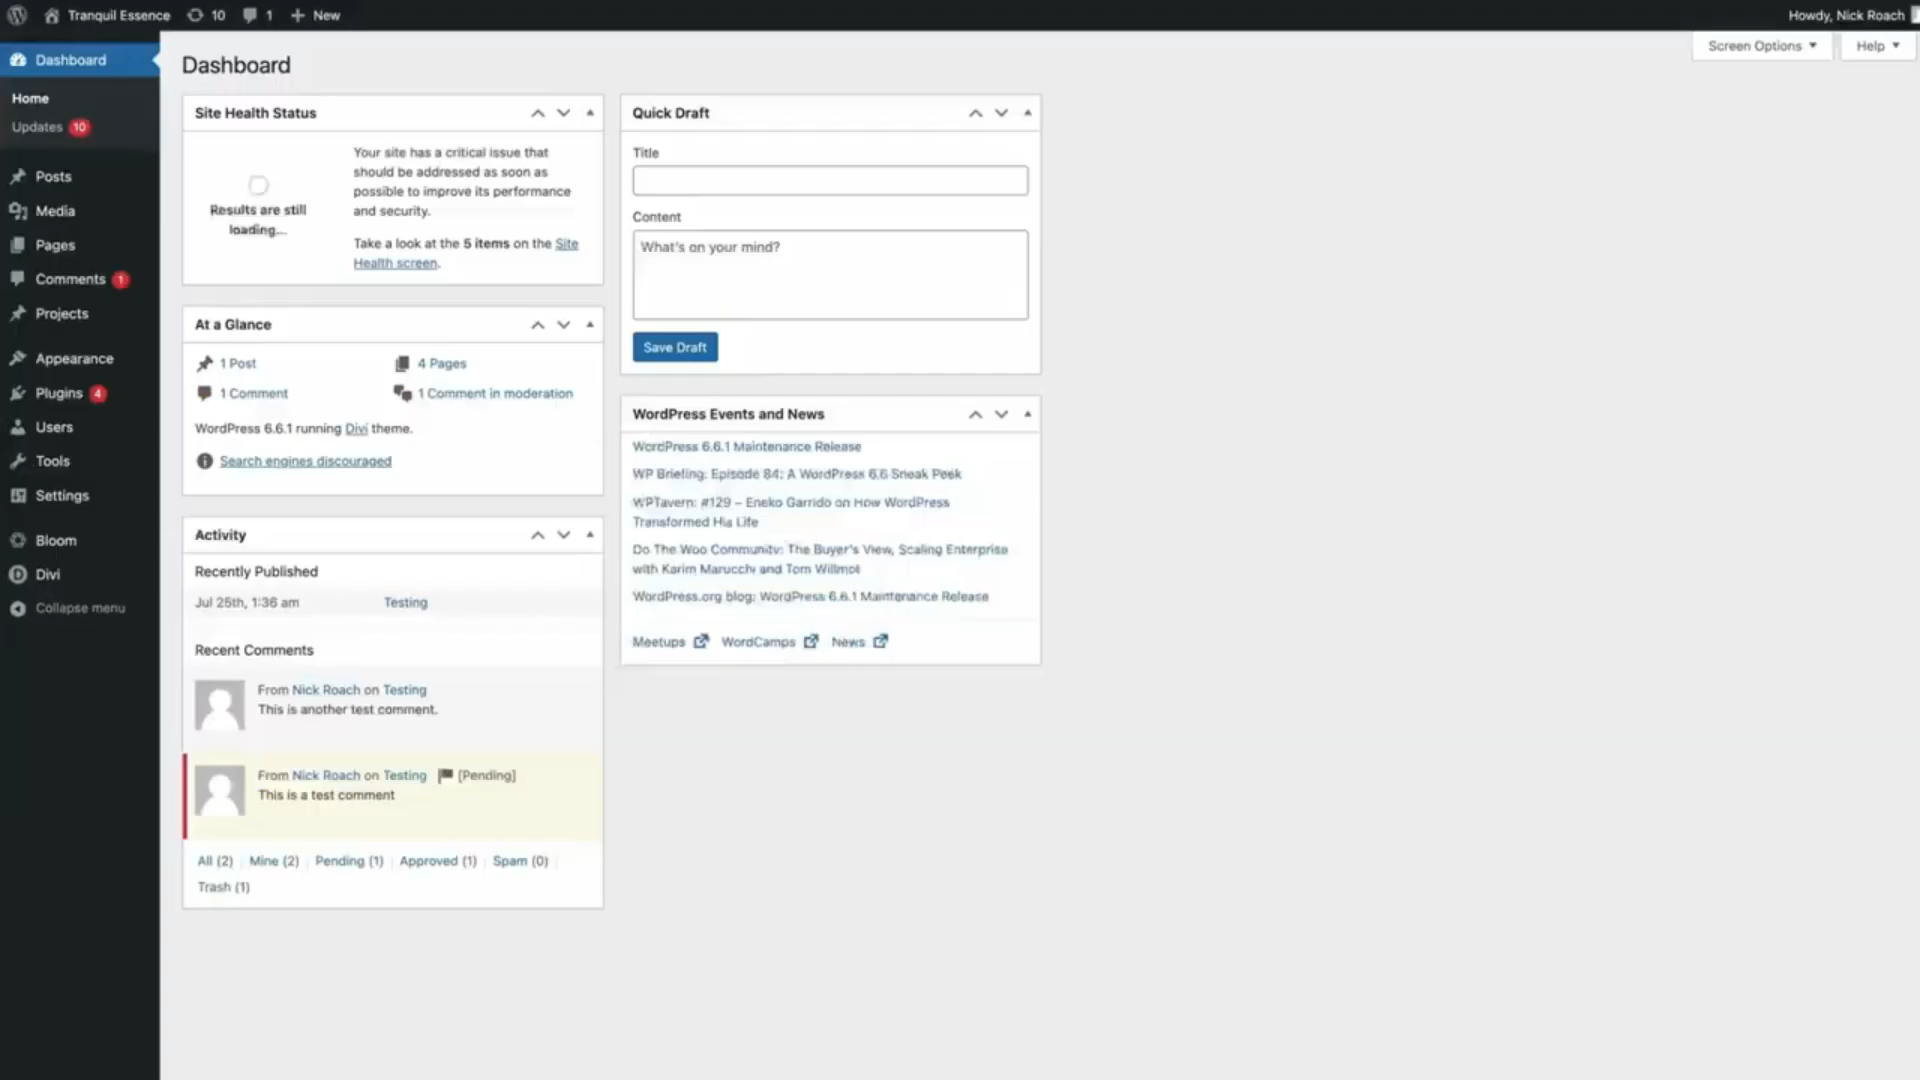 Tranquil Essence 10 1 New Howdy, Nick Roach
Screen Options Help
Dashboard
Home
Updates 10
Posts
Media
Pages
Comments 1
Projects
Appearance
Plugins 4
Users
Tools
Settings
Bloom
Divi
Collapse menu
Dashboard
Site Health Status
Results are still
loading...
Your site has a critical issue that
should be addressed as soon as
possible to improve its performance
and security.
Take a look at the 5 items on the Site
Health screen.
At a Glance
1 Post 4 Pages
1 Comment 1 Comment in moderation
WordPress 6.6.1 running Divi theme.
Search engines discouraged
Activity
Recently Published
Jul 25th, 1:36 am Testing
Recent Comments
From Nick Roach on Testing
This is another test comment.
From Nick Roach on Testing [Pending]
This is a test comment
All (2) | Mine (2) | Pending (1) | Approved (1) | Spam (0) |
Trash (1)
Quick Draft
Title
Content
What's on your mind?
Save Draft
WordPress Events and News
WordPress 6.6.1 Maintenance Release
WP Briefing: Episode 84: A WordPress 6.6 Sneak Peek
WPTavern: #129 – Eneko Garrido on How WordPress
Transformed His Life
Do The Woo Community: The Buyer's View, Scaling Enterprise
with Karim Marucchi and Tom Willmot
WordPress.org blog: WordPress 6.6.1 Maintenance Release
Meetups WordCamps News